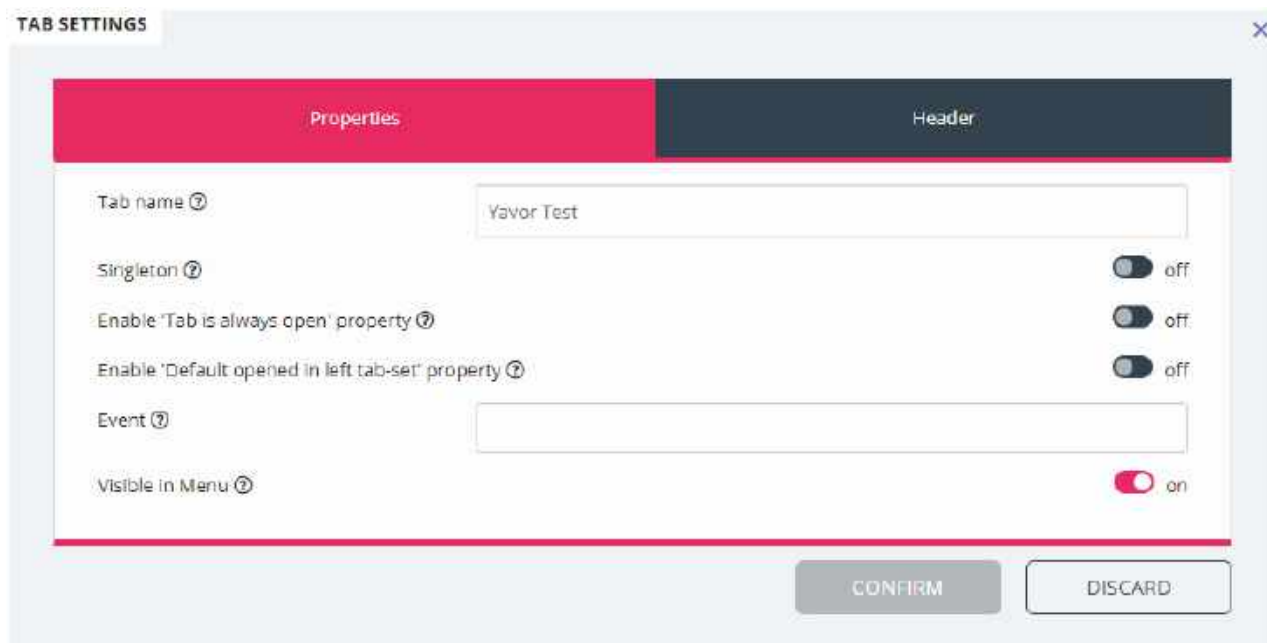 TAB SETTINGS
Properties
Header
Tab name
Yavor Test
Singleton
off
Enable 'Tab is always open' property
off
Enable 'Default opened in left tab-set' property
off
Event
Visible in Menu
on
CONFIRM
DISCARD